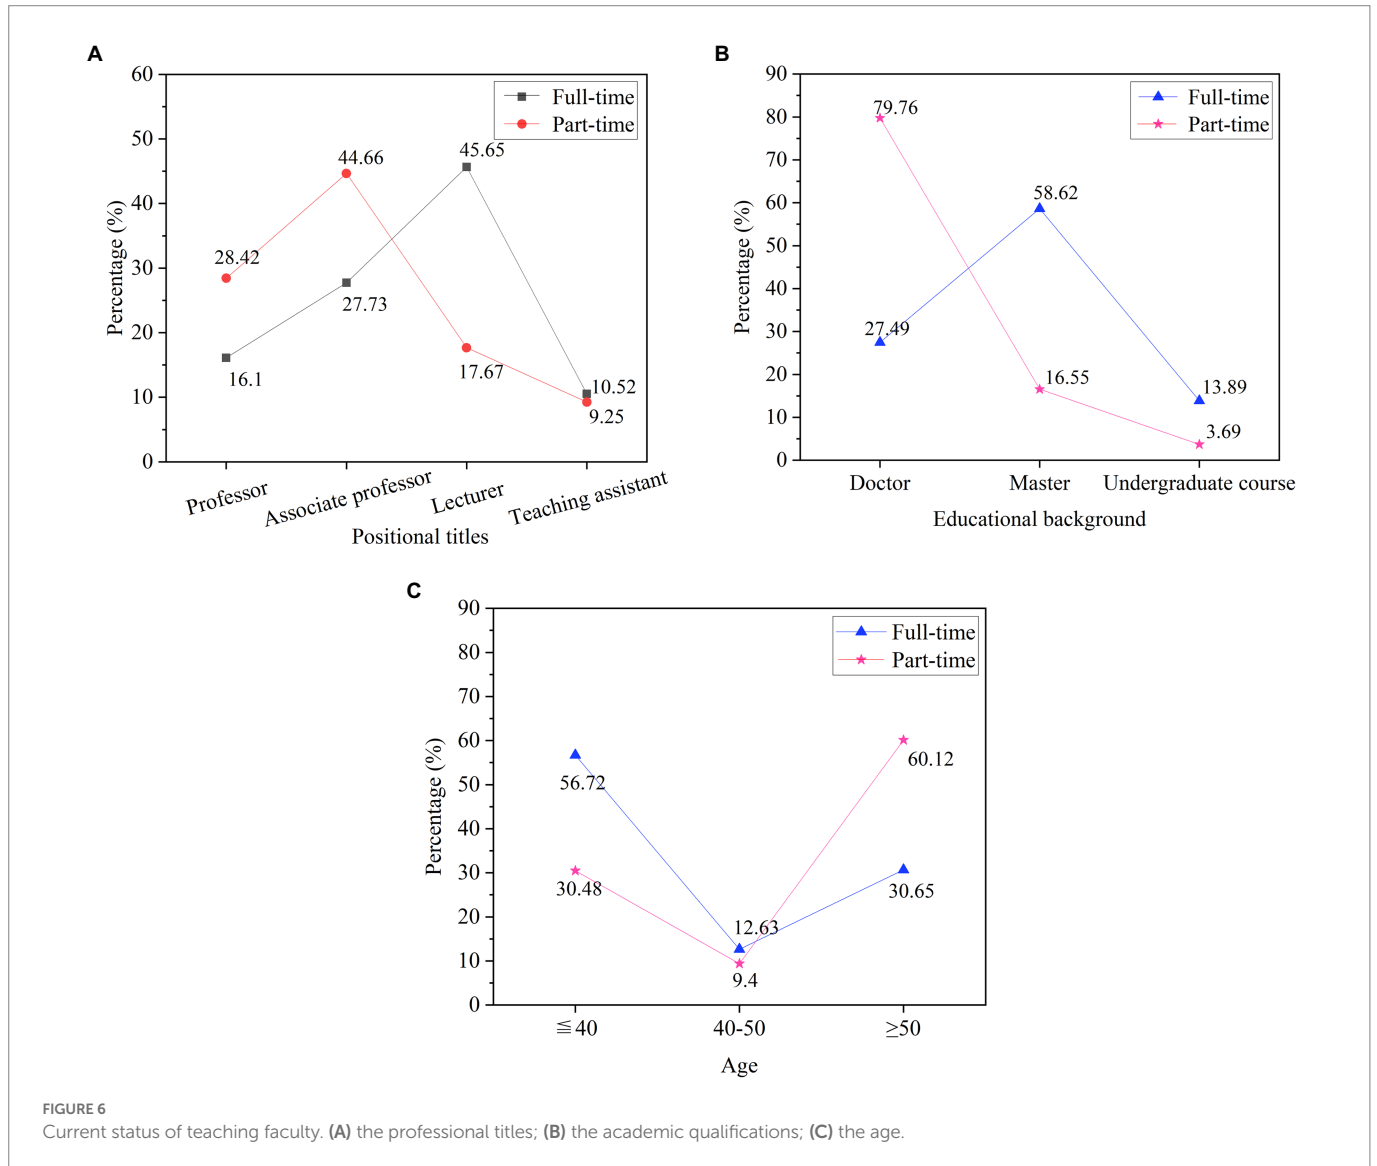 A
60
50
40
30
20
10
0
Percentage (%)
Full-time
Part-time
28.42
44.66
45.65
16.1
27.73
17.67
10.52
9.25
Professor
Associate professor
Lecturer
Teaching assistant
Positional titles
B
90
80
70
60
50
40
30
20
10
0
Percentage (%)
Full-time
Part-time
79.76
58.62
27.49
16.55
13.89
3.69
Doctor
Master
Undergraduate course
Educational background
C
90
80
70
60
50
40
30
20
10
0
Percentage (%)
Full-time
Part-time
56.72
60.12
30.48
12.63
30.65
9.4
≦40
40-50
≥50
Age
FIGURE 6
Current status of teaching faculty. (A) the professional titles; (B) the academic qualifications; (C) the age.